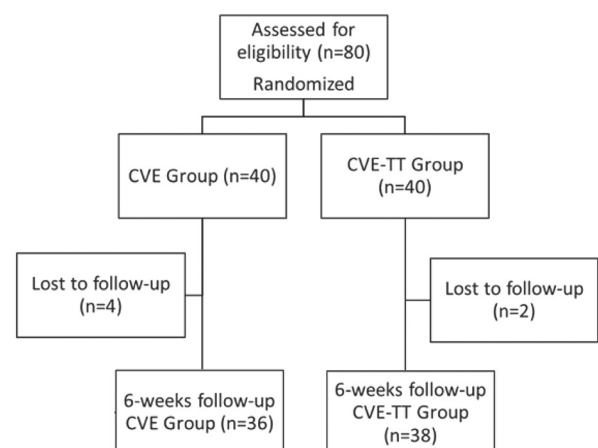 Assessed for
eligibility (n=80)
Randomized
CVE Group (n=40)
CVE-TT Group
(n=40)
Lost to follow-up
(n=4)
Lost to follow-up
(n=2)
6-weeks follow-up
CVE Group (n=36)
6-weeks follow-up
CVE-TT Group
(n=38)